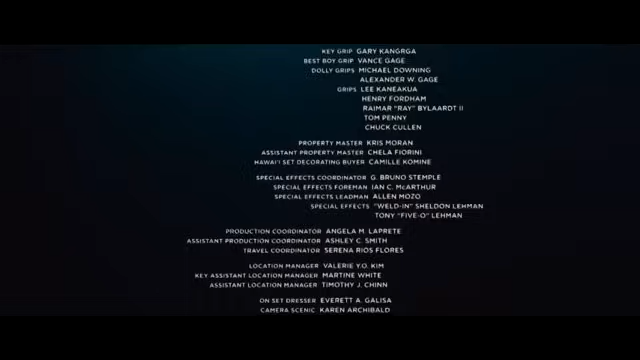 KEY GRIP GARY KANGRGA
BEST BOY GRIP VANCE GAGE
DOLLY GRIPS MICHAEL DOWNING
ALEXANDER W. GAGE
GRIPS LEE KANEAKUA
HENRY FORDHAM
RAIMAR "RAY" BYLAARDT II
TOM PENNY
CHUCK CULLEN
PROPERTY MASTER KRIS MORAN
ASSISTANT PROPERTY MASTER CHELA FIORINI
HAWAI'I SET DECORATING BUYER CAMILLE KOMINE
SPECIAL EFFECTS COORDINATOR G. BRUNO STEMPLE
SPECIAL EFFECTS FOREMAN IAN C. McARTHUR
SPECIAL EFFECTS LEADMAN ALLEN MOZO
SPECIAL EFFECTS "WELD-IN" SHELDON LEHMAN
TONY "FIVE-O" LEHMAN
PRODUCTION COORDINATOR ANGELA M. LAPRETE
ASSISTANT PRODUCTION COORDINATOR ASHLEY C. SMITH
TRAVEL COORDINATOR SERENA RIOS FLORES
LOCATION MANAGER VALERIE Y.O. KIM
KEY ASSISTANT LOCATION MANAGER MARTINE WHITE
ASSISTANT LOCATION MANAGER TIMOTHY J. CHINN
ON SET DRESSER EVERETT A. GALISA
CAMERA SCENIC KAREN ARCHIBALD